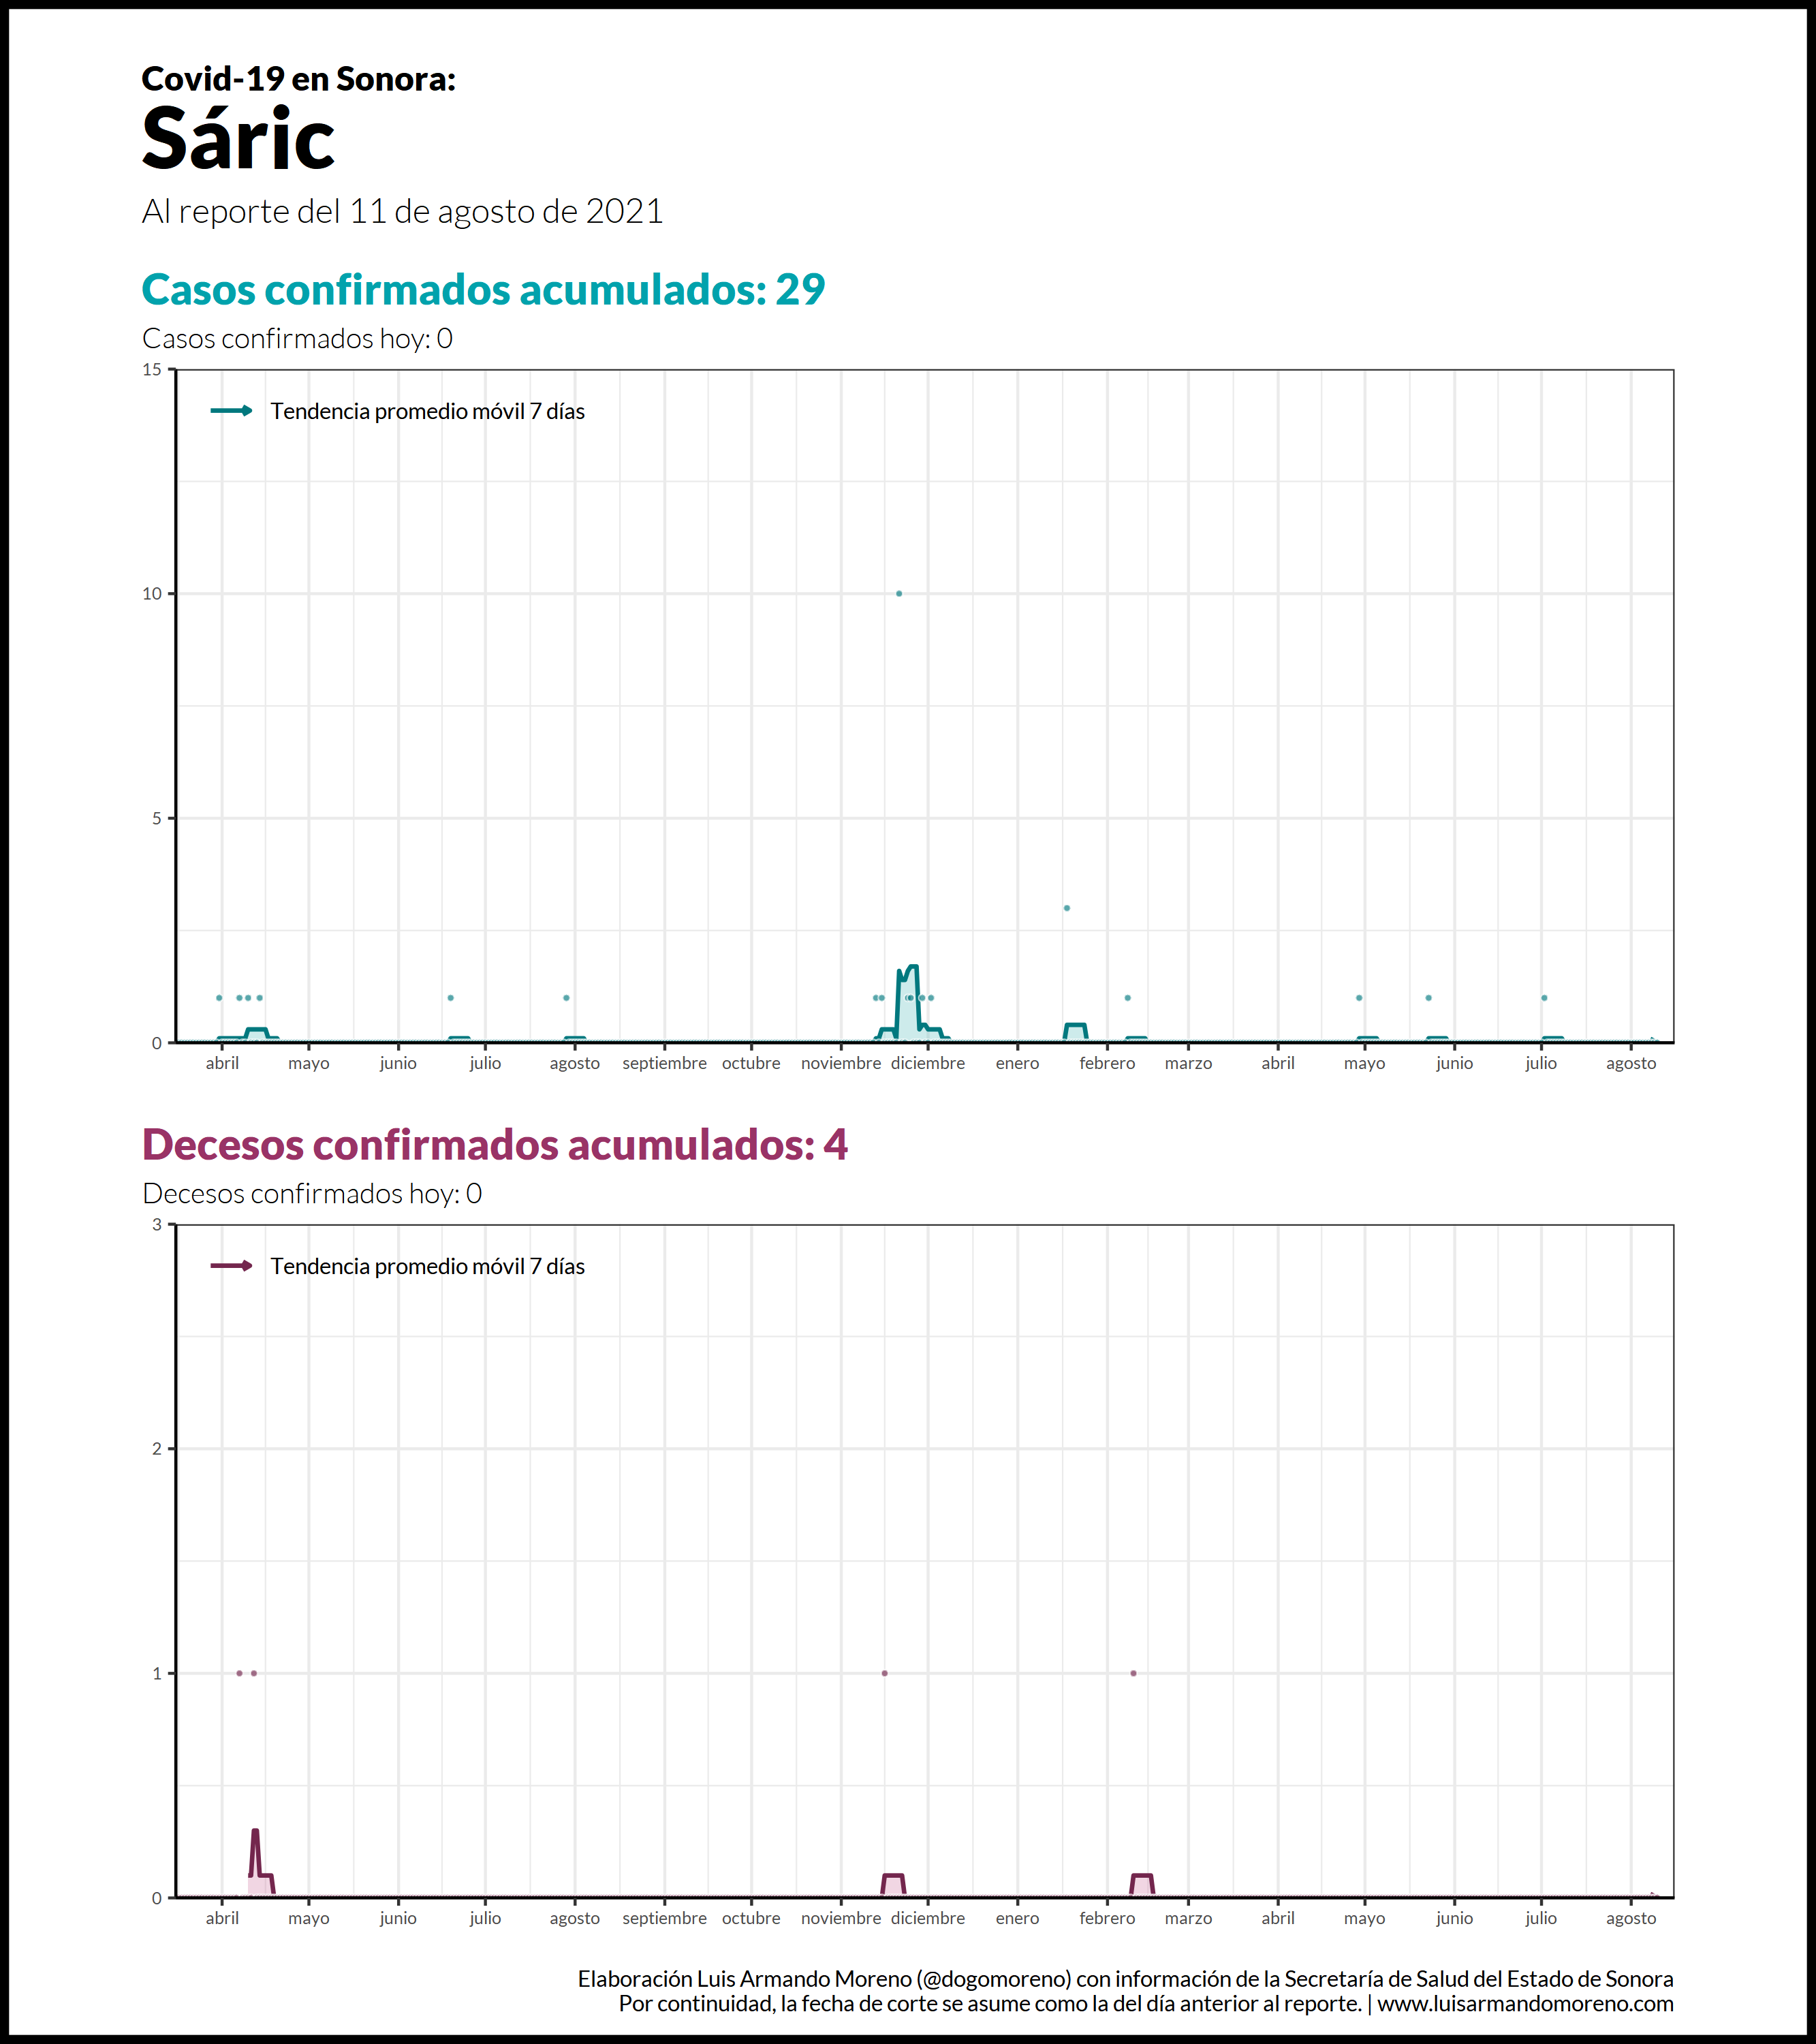 Covid-19 en Sonora:
Sáric
Al reporte del 11 de agosto de 2021
Casos confirmados acumulados: 29
Casos confirmados hoy: 0
15
Tendencia promedio móvil 7 días
10
5
0
abril mayo junio julio agosto septiembre octubre noviembre diciembre enero febrero marzo abril mayo junio julio agosto
Decesos confirmados acumulados: 4
Decesos confirmados hoy: 0
3
Tendencia promedio móvil 7 días
2
1
0
abril mayo junio julio agosto septiembre octubre noviembre diciembre enero febrero marzo abril mayo junio julio agosto
Elaboración Luis Armando Moreno (@dogomoreno) con información de la Secretaría de Salud del Estado de Sonora
Por continuidad, la fecha de corte se asume como la del día anterior al reporte. | www.luisarmandomoreno.com